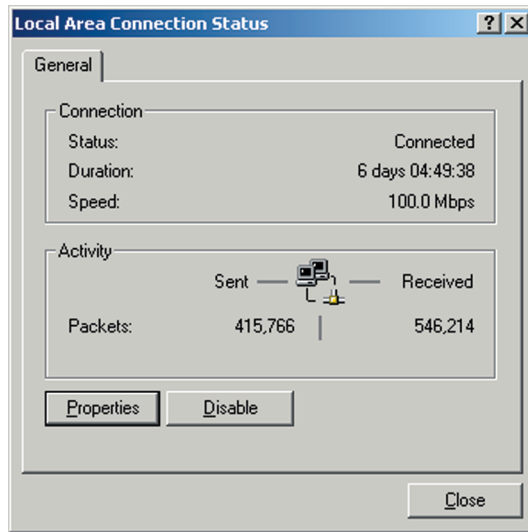 Local Area Connection Status
General
Connection
Status: Connected
Duration: 6 days 04:49:38
Speed: 100.0 Mbps
Activity
Sent Received
Packets: 415,766 546,214
Properties Disable
Close